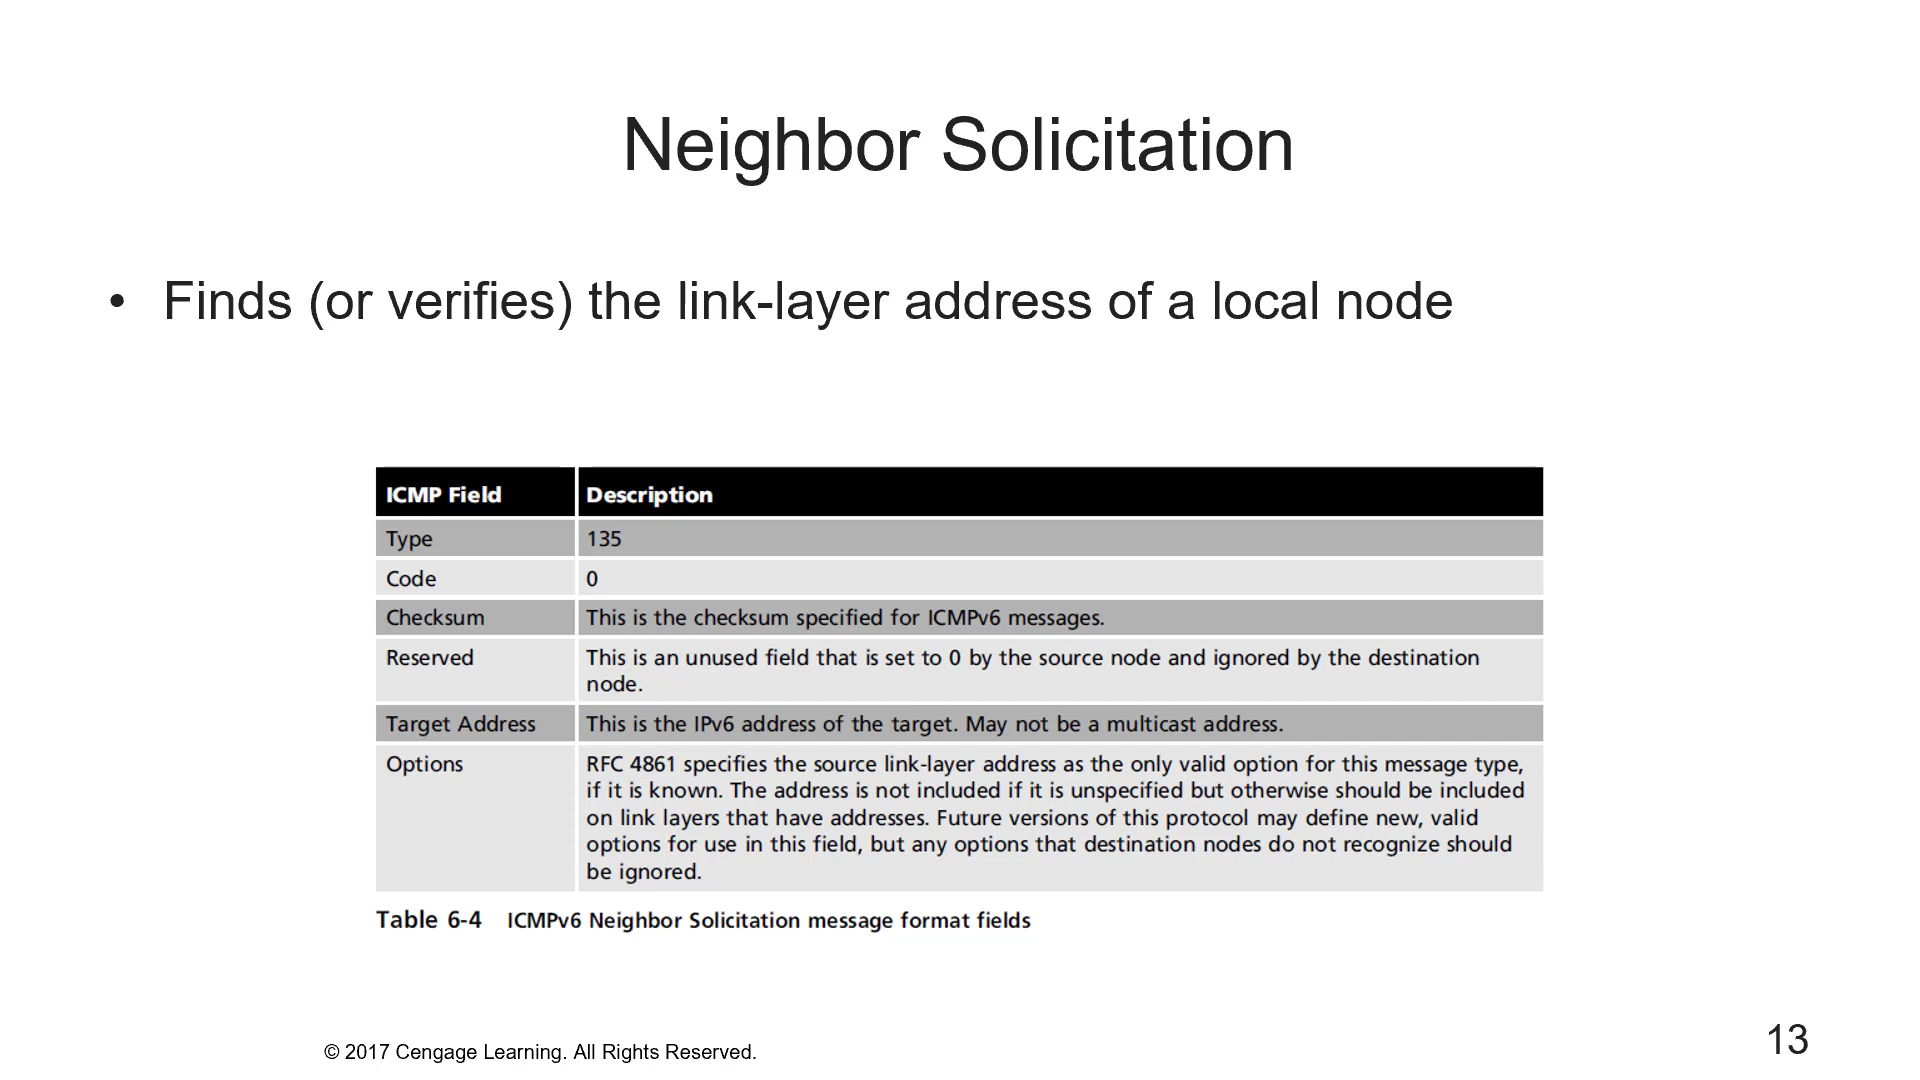 Neighbor Solicitation
• Finds (or verifies) the link-layer address of a local node
ICMP Field Description
Type 135
Code 0
Checksum This is the checksum specified for ICMPv6 messages.
Reserved This is an unused field that is set to 0 by the source node and ignored by the destination
node.
Target Address This is the IPv6 address of the target. May not be a multicast address.
Options RFC 4861 specifies the source link-layer address as the only valid option for this message type,
if it is known. The address is not included if it is unspecified but otherwise should be included
on link layers that have addresses. Future versions of this protocol may define new, valid
options for use in this field, but any options that destination nodes do not recognize should
be ignored.
Table 6-4 ICMPv6 Neighbor Solicitation message format fields
© 2017 Cengage Learning. All Rights Reserved.
13